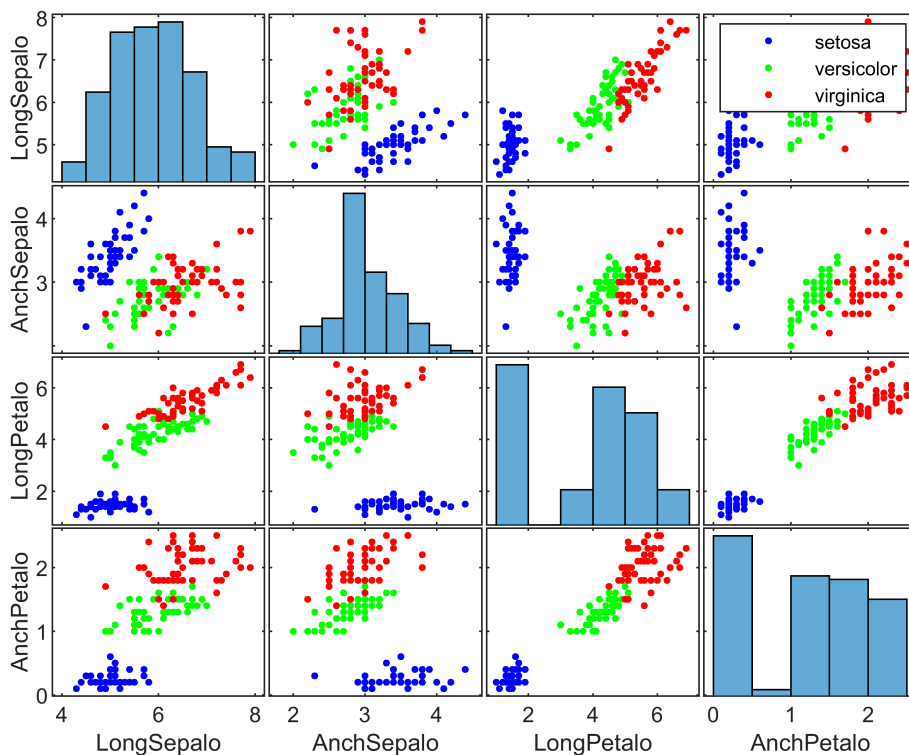 8
7
6
5
LongSepalo
setosa
versicolor
virginica
4
3
AnchSepalo
6
4
2
LongPetalo
2
1
0
AnchPetalo
4 6 8 2 3 4 2 4 6 0 1 2
LongSepalo AnchSepalo LongPetalo AnchPetalo